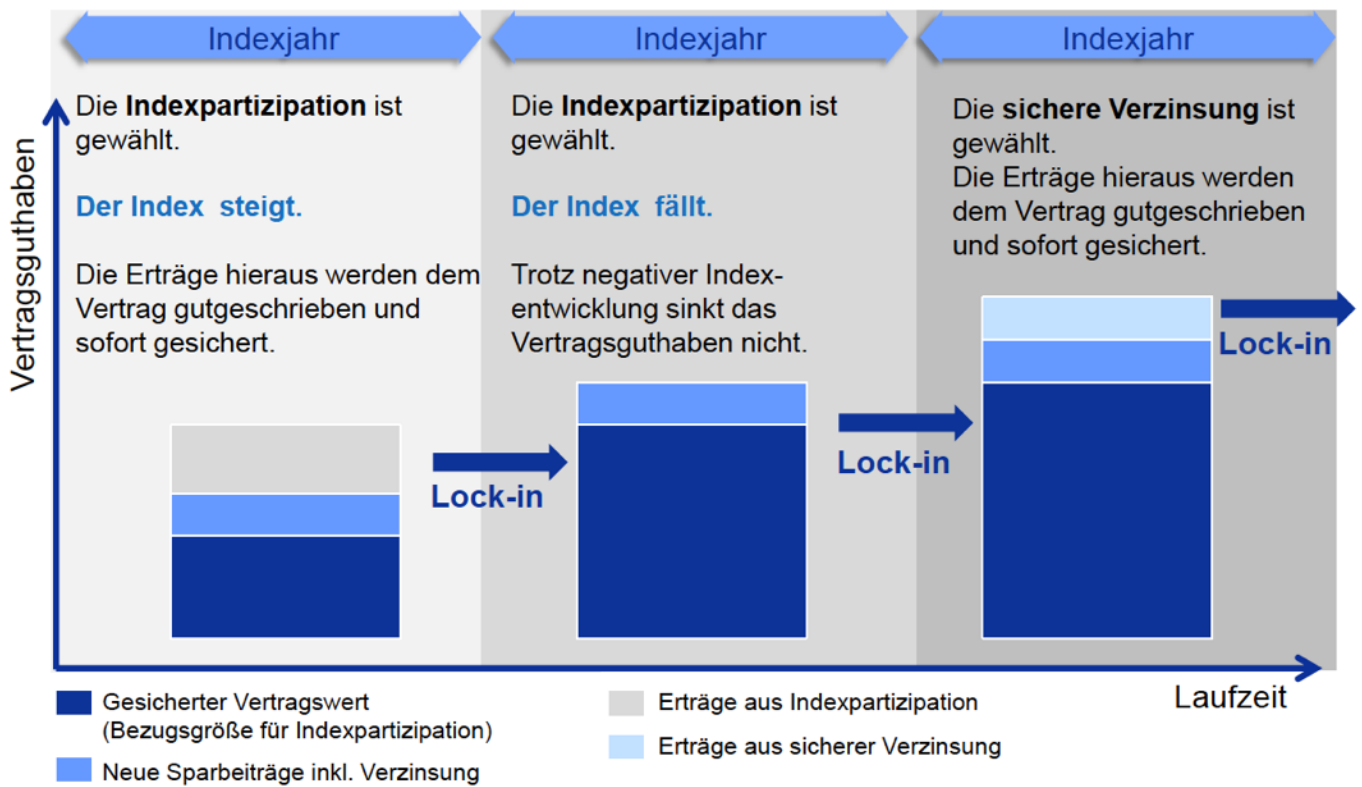 Indexjahr
Indexjahr
Indexjahr
Vertragsguthaben
Die Indexpartizipation ist
gewählt.
Der Index steigt.
Die Erträge hieraus werden dem
Vertrag gutgeschrieben und
sofort gesichert.
Lock-in
Die Indexpartizipation ist
gewählt.
Der Index fällt.
Trotz negativer Index-
entwicklung sinkt das
Vertragsguthaben nicht.
Lock-in
Die sichere Verzinsung ist
gewählt.
Die Erträge hieraus werden
dem Vertrag gutgeschrieben
und sofort gesichert.
Lock-in
Laufzeit
Gesicherter Vertragswert
(Bezugsgröße für Indexpartizipation)
Neue Sparbeiträge inkl. Verzinsung
Erträge aus Indexpartizipation
Erträge aus sicherer Verzinsung